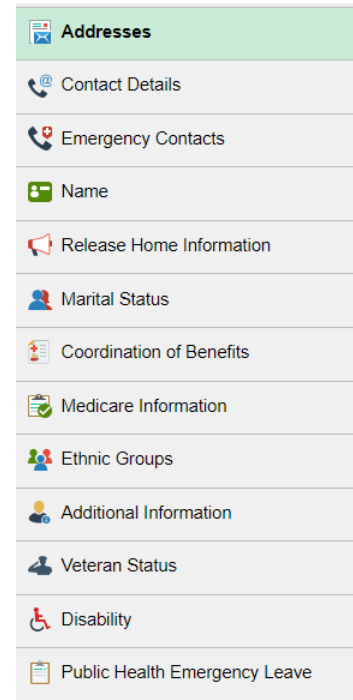 Addresses
Contact Details
Emergency Contacts
Name
Release Home Information
Marital Status
Coordination of Benefits
Medicare Information
Ethnic Groups
Additional Information
Veteran Status
Disability
Public Health Emergency Leave